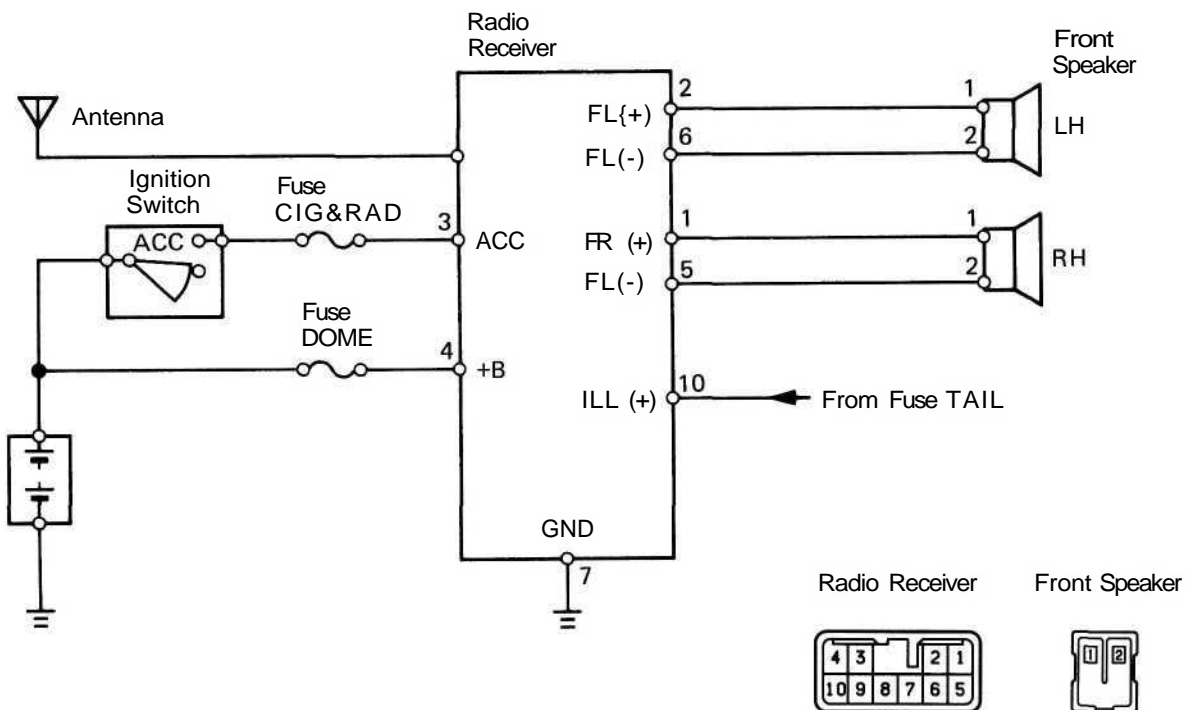 Radio
Receiver
Front
Speaker
Antenna
2
FL{+)
1
LH
6
FL(-)
2
Ignition
Switch
Fuse
CIG&RAD
ACC
3
ACC
1
FR (+)
1
RH
5
FL(-)
2
Fuse
DOME
4
+B
10
ILL (+)
From Fuse TAIL
GND
7
Radio Receiver
Front Speaker
4 3 2 1
10 9 8 7 6 5
1 2